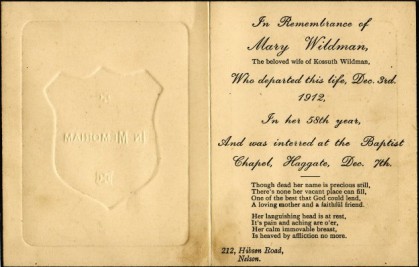 IN MEMORIAM
In Remembrance of
Mary Wildman,
The beloved wife of Kossuth Wildman,
Who departed this life, Dec. 3rd.
1912,
In her 58th year,
And was interred at the Baptist
Chapel, Haggate, Dec. 7th.
Though dead her name is precious still,
There's none her vacant place can fill,
One of the best that God could lend,
A loving mother and a faithful friend.
Her languishing head is at rest,
It's pain and aching are o'er,
Her calm immovable breast,
Is heaved by affliction no more.
212, Hibson Road,
Nelson.